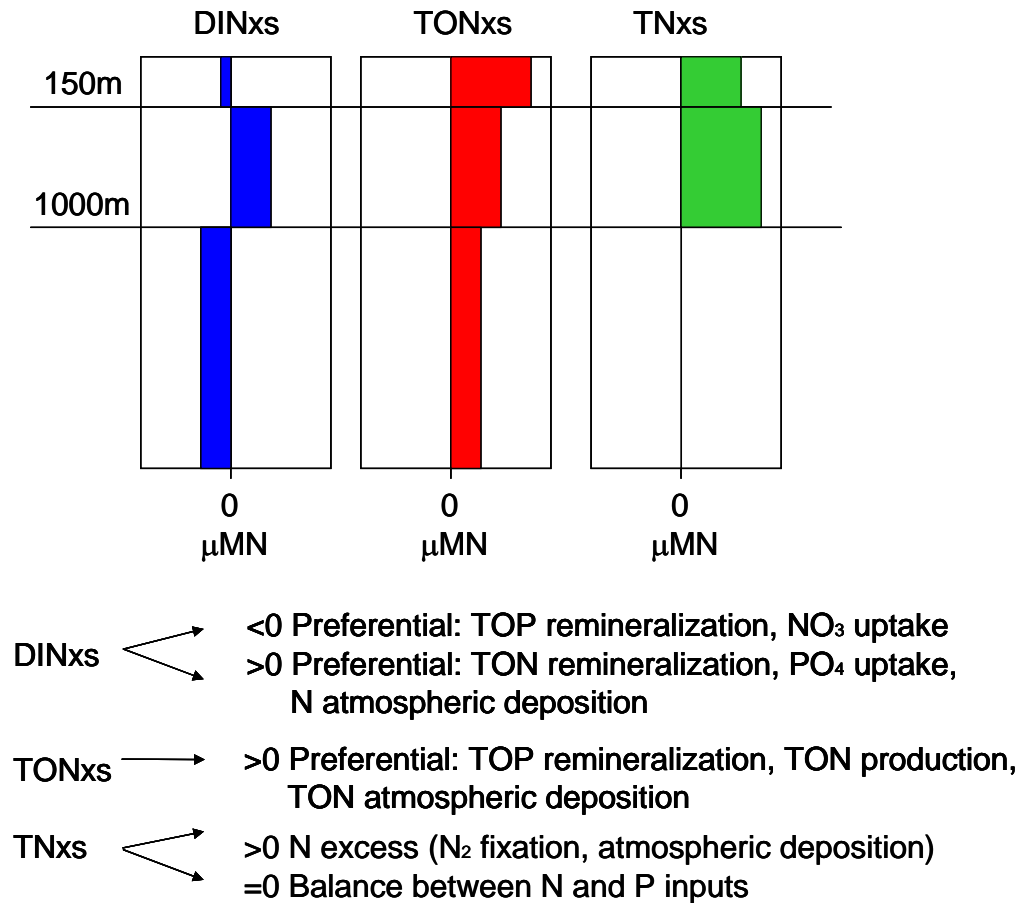 DINxs TONxs TNxs
150m
1000m
0 0 0
μMN μMN μMN
DINxs
<0 Preferential: TOP remineralization, NO₃ uptake
>0 Preferential: TON remineralization, PO₄ uptake,
N atmospheric deposition
TONxs
>0 Preferential: TOP remineralization, TON production,
TON atmospheric deposition
TNxs
>0 N excess (N₂ fixation, atmospheric deposition)
=0 Balance between N and P inputs